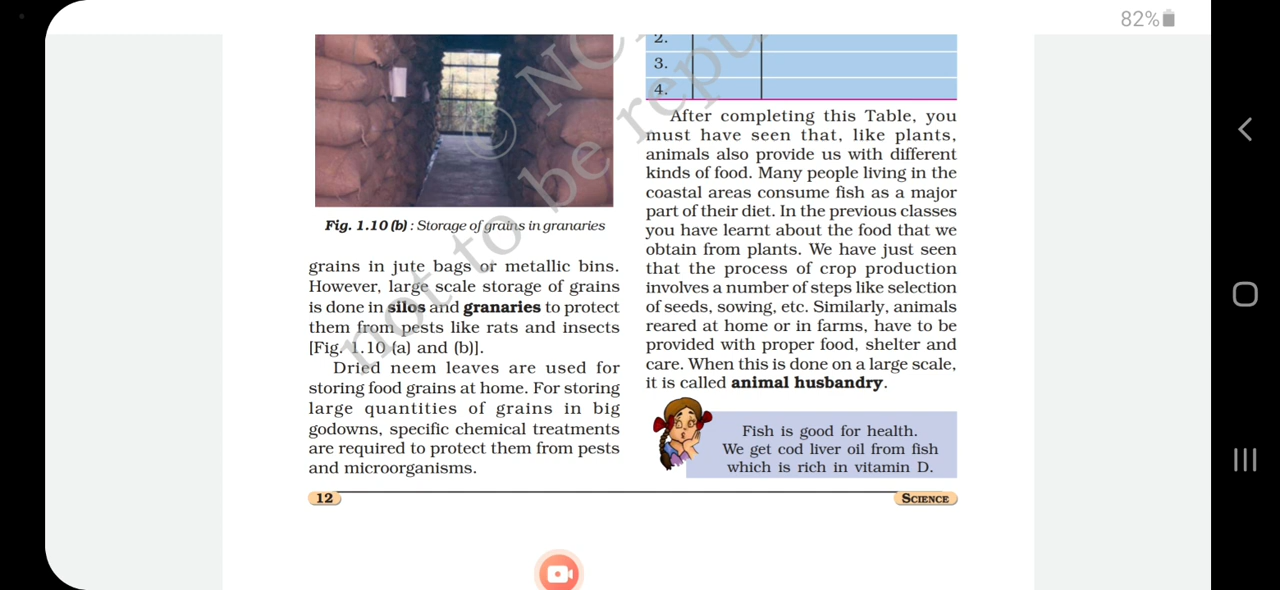 82%
Fig. 1.10 (b) : Storage of grains in granaries
grains in jute bags or metallic bins.
However, large scale storage of grains
is done in silos and granaries to protect
them from pests like rats and insects
[Fig. 1.10 (a) and (b)].
Dried neem leaves are used for
storing food grains at home. For storing
large quantities of grains in big
godowns, specific chemical treatments
are required to protect them from pests
and microorganisms.
2.
3.
4.
After completing this Table, you
must have seen that, like plants,
animals also provide us with different
kinds of food. Many people living in the
coastal areas consume fish as a major
part of their diet. In the previous classes
you have learnt about the food that we
obtain from plants. We have just seen
that the process of crop production
involves a number of steps like selection
of seeds, sowing, etc. Similarly, animals
reared at home or in farms, have to be
provided with proper food, shelter and
care. When this is done on a large scale,
it is called animal husbandry.
Fish is good for health.
We get cod liver oil from fish
which is rich in vitamin D.
12
SCIENCE
not to be